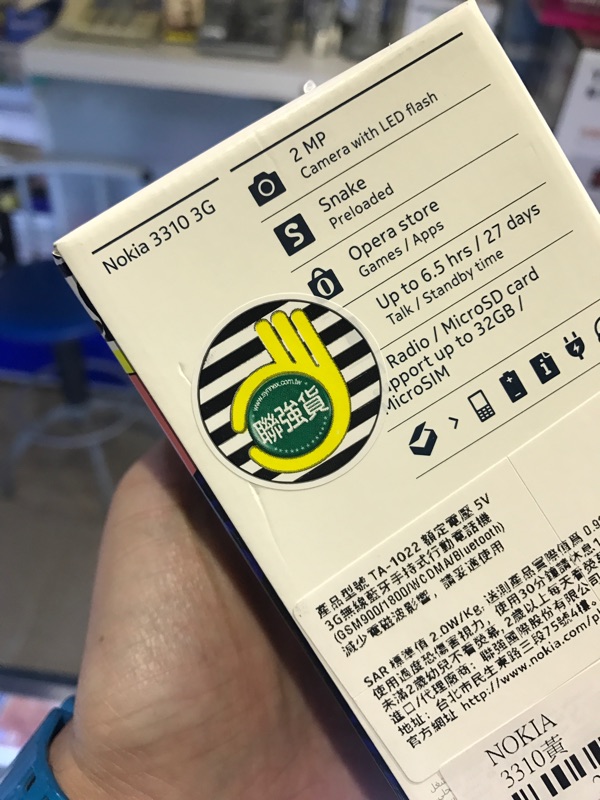 Nokia 3310 3G
2 MP
Camera with LED flash
S
Snake
Preloaded
Opera store
Games / Apps
Up to 6.5 hrs / 27 days
Talk / Standby time
Radio / MicroSD card
pport up to 32GB /
MicroSIM
www.synnex.com.tw
聯強貨
產品型號 TA-1022 額定電壓 5V
3G無線藍牙手持式行動電話機
(GSM900/1800/WCDMA/Bluetooth)
減少電磁波影響，請妥適使用
SAR 標準值 2.0W/Kg, 送測產品實際值為 0.9
使用過度恐傷害視力, 使用30分鐘請休息1
未滿2歲幼兒不看熒幕, 2歲以上每天看熒
進口/代理廠商: 聯強國際股份有限公司
地址: 台北市民生東路三段75號4樓。
官方網址 http://www.nokia.com/p
NOKIA
3310黃